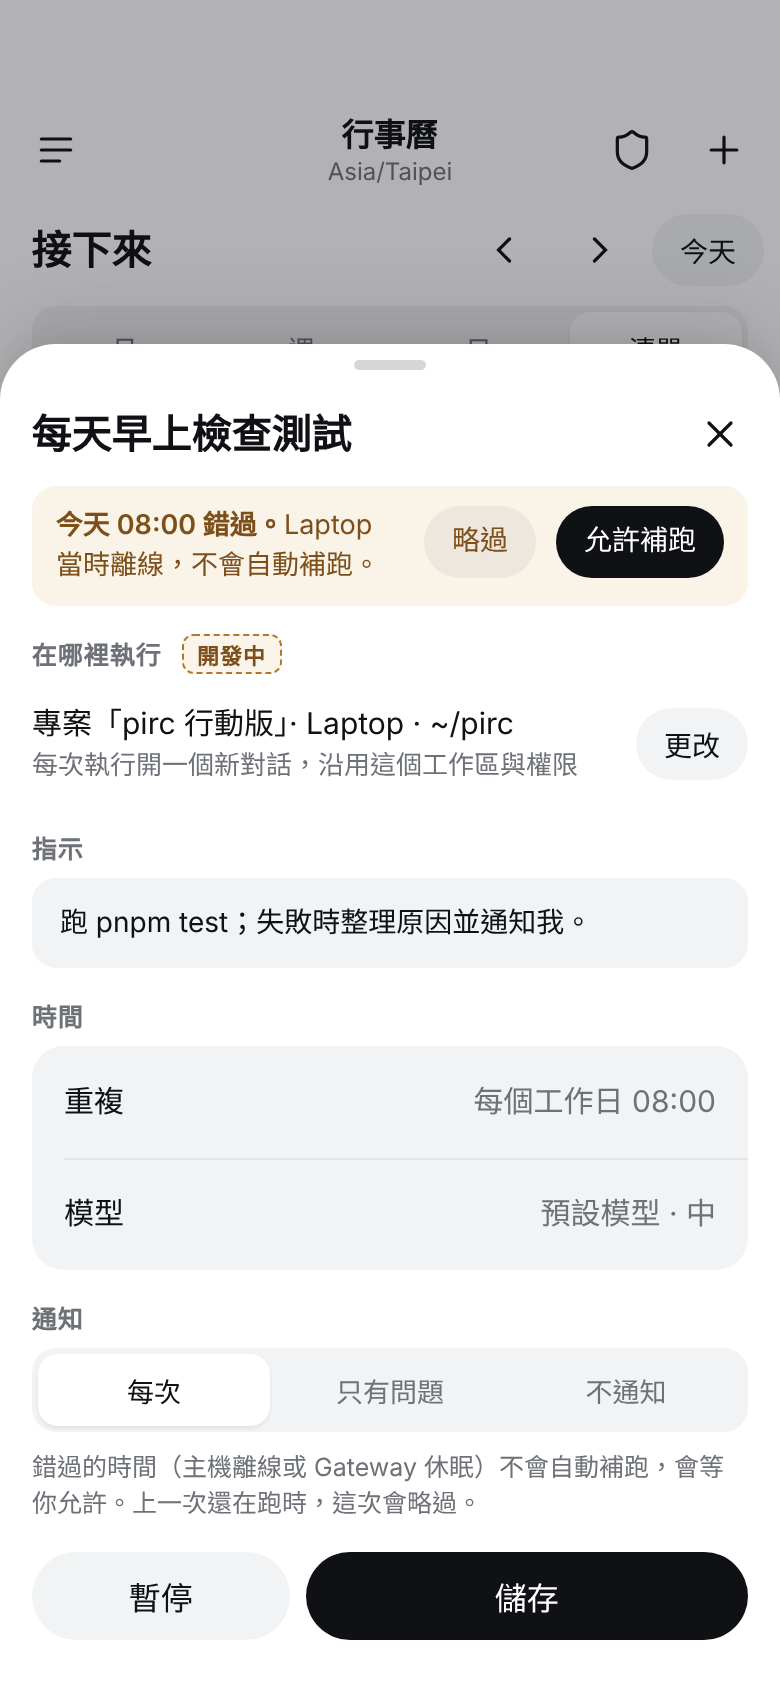 行事曆
Asia/Taipei
接下來
今天
每天早上檢查測試
今天 08:00 錯過。Laptop
當時離線，不會自動補跑。
略過
允許補跑
在哪裡執行
開發中
專案「pirc 行動版」· Laptop · ~/pirc
每次執行開一個新對話，沿用這個工作區與權限
更改
指示
跑 pnpm test；失敗時整理原因並通知我。
時間
重複
每個工作日 08:00
模型
預設模型 · 中
通知
每次
只有問題
不通知
錯過的時間（主機離線或 Gateway 休眠）不會自動補跑，會等
你允許。上一次還在跑時，這次會略過。
暫停
儲存